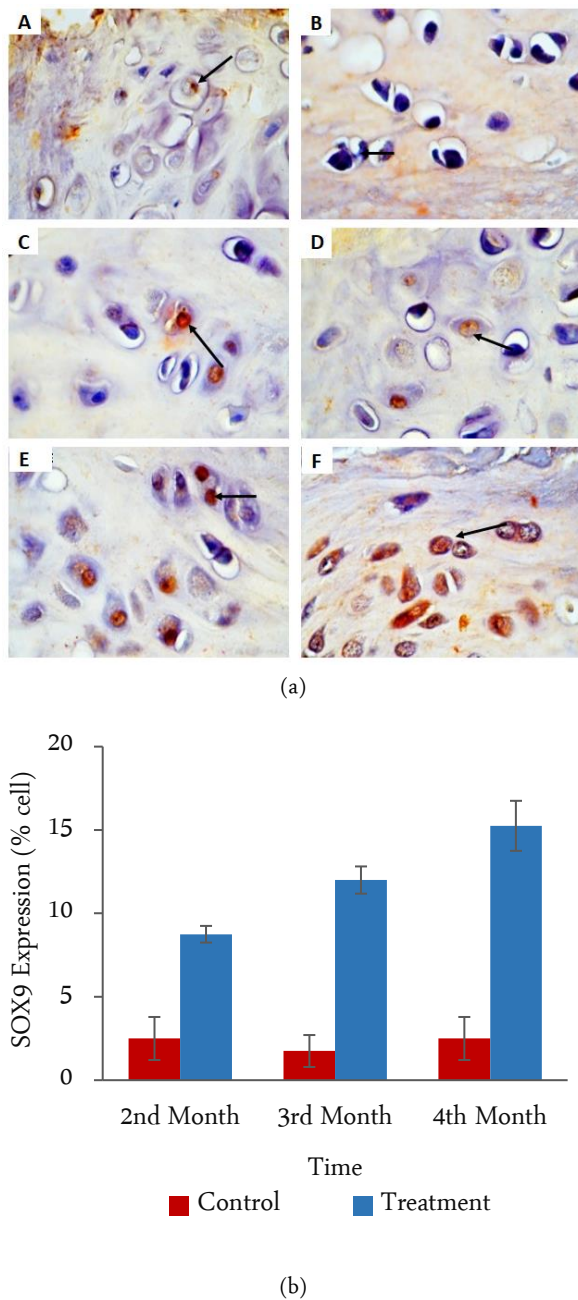 A
B
C
D
E
F
(a)
20
15
10
5
0
SOX9 Expression (% cell)
2nd Month
3rd Month
4th Month
Time
Control
Treatment
(b)